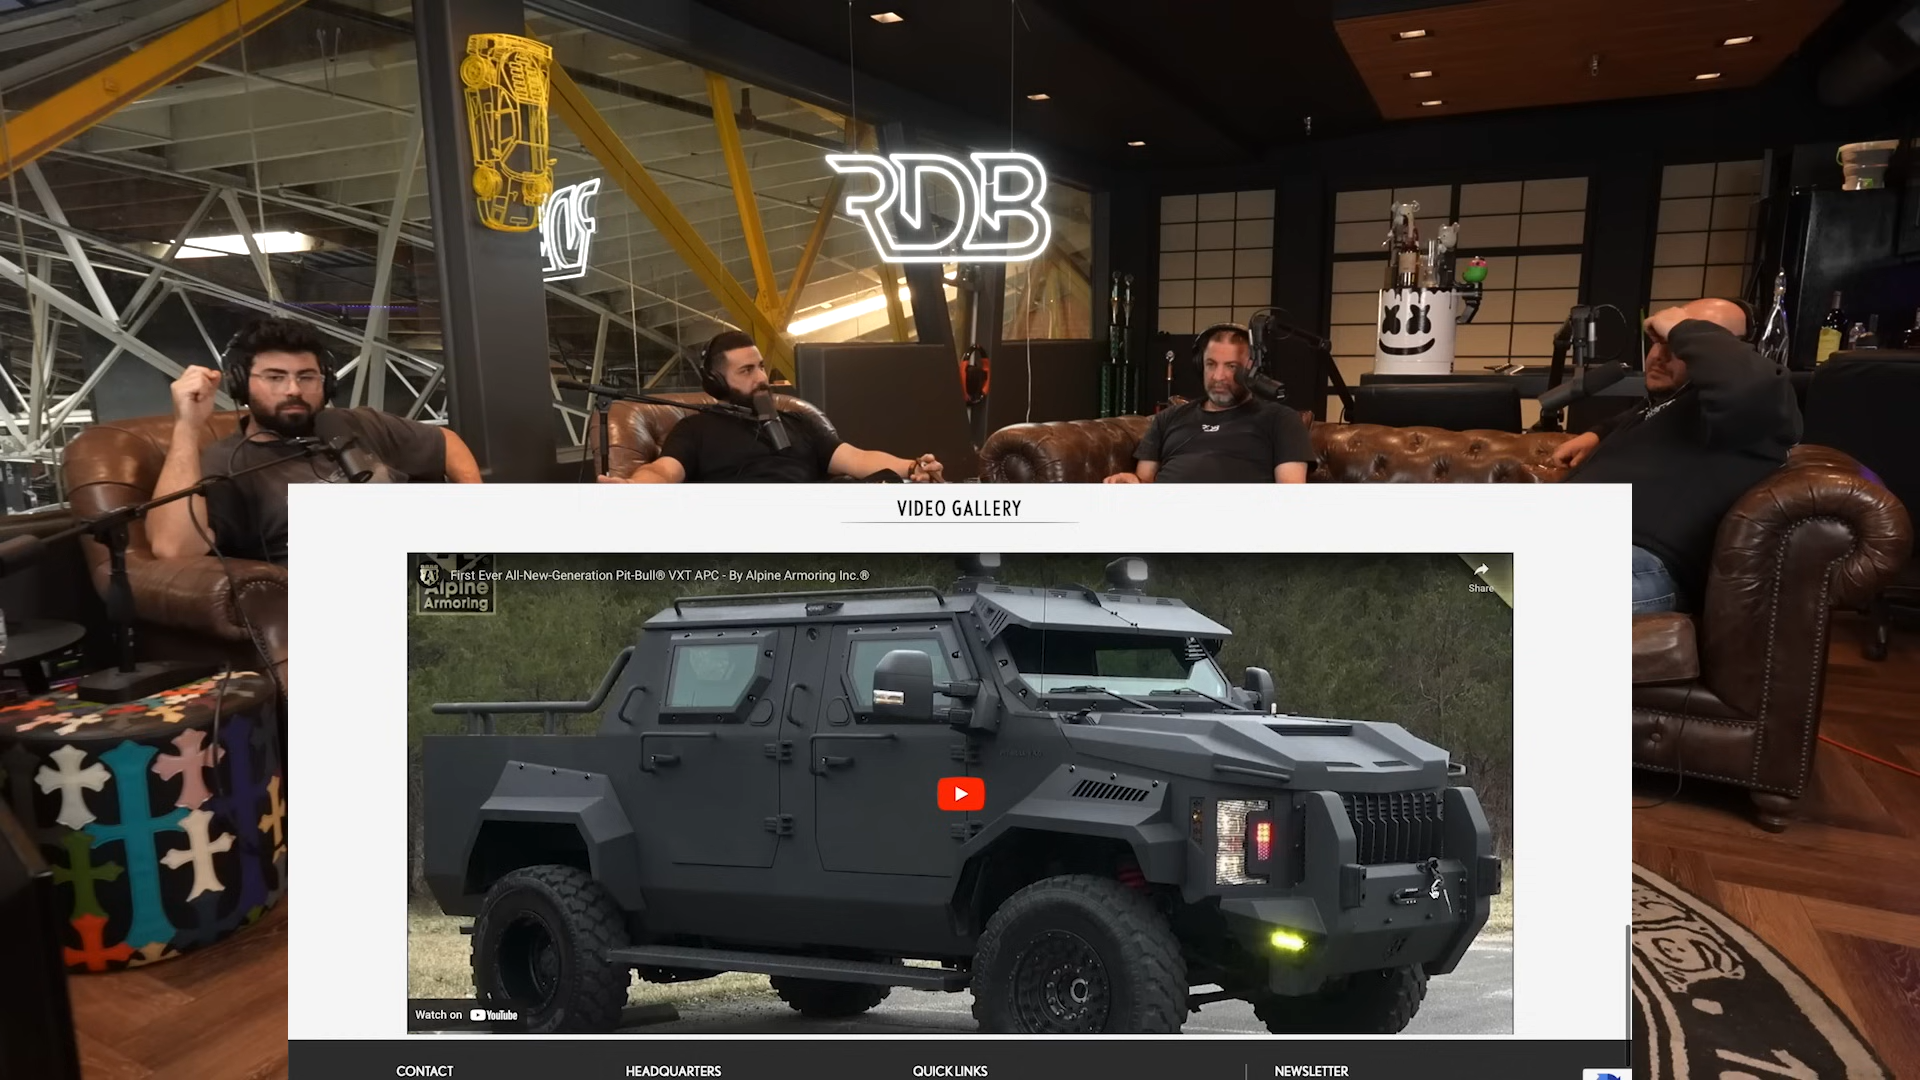 RDB
VIDEO GALLERY
First Ever All-New-Generation Pit-Bull® VXT APC - By Alpine Armoring Inc.®
Alpine
Armoring
Share
Watch on YouTube
CONTACT
HEADQUARTERS
QUICK LINKS
NEWSLETTER